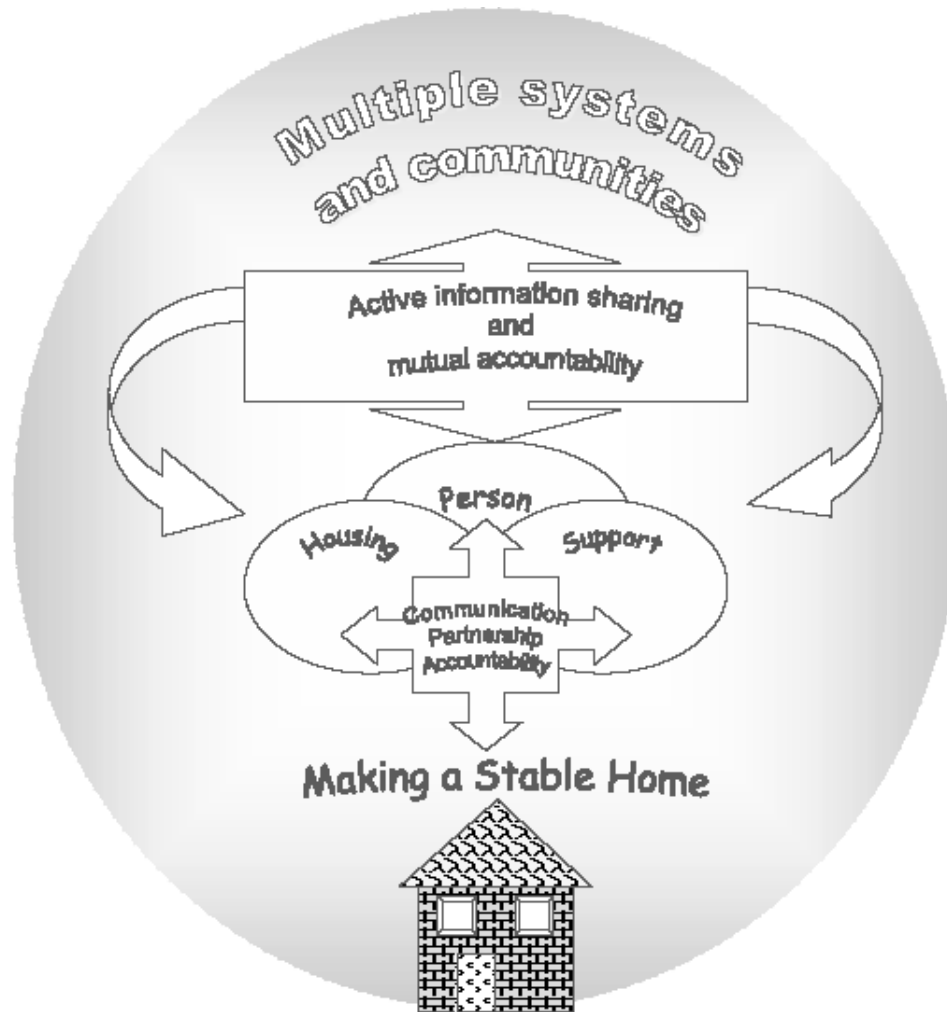 Multiple systems
and communities
Active information sharing
and
mutual accountability
Person
Housing
Support
Communication
Partnership
Accountability
Making a Stable Home